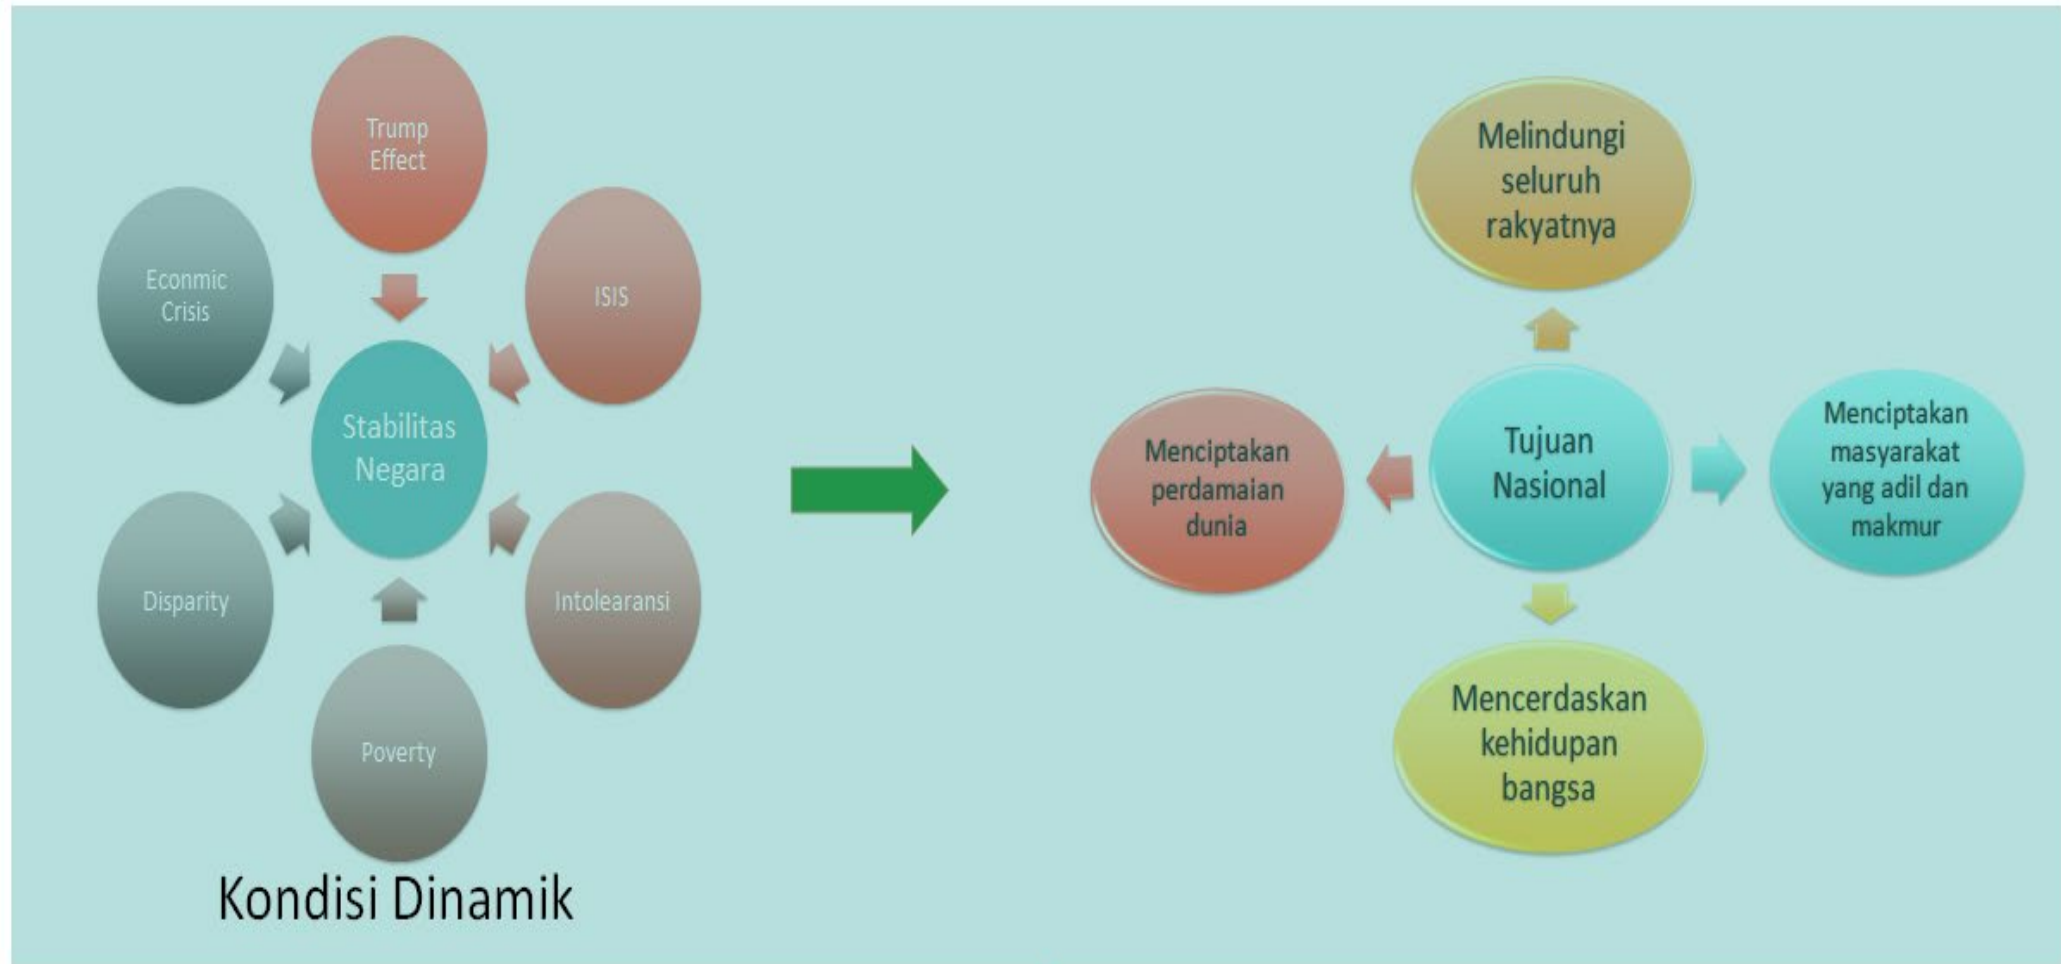 Trump
Effect
ISIS
Intolearansi
Poverty
Disparity
Econmic
Crisis
Stabilitas
Negara
Kondisi Dinamik
Melindungi
seluruh
rakyatnya
Menciptakan
masyarakat
yang adil dan
makmur
Mencerdaskan
kehidupan
bangsa
Menciptakan
perdamaian
dunia
Tujuan
Nasional